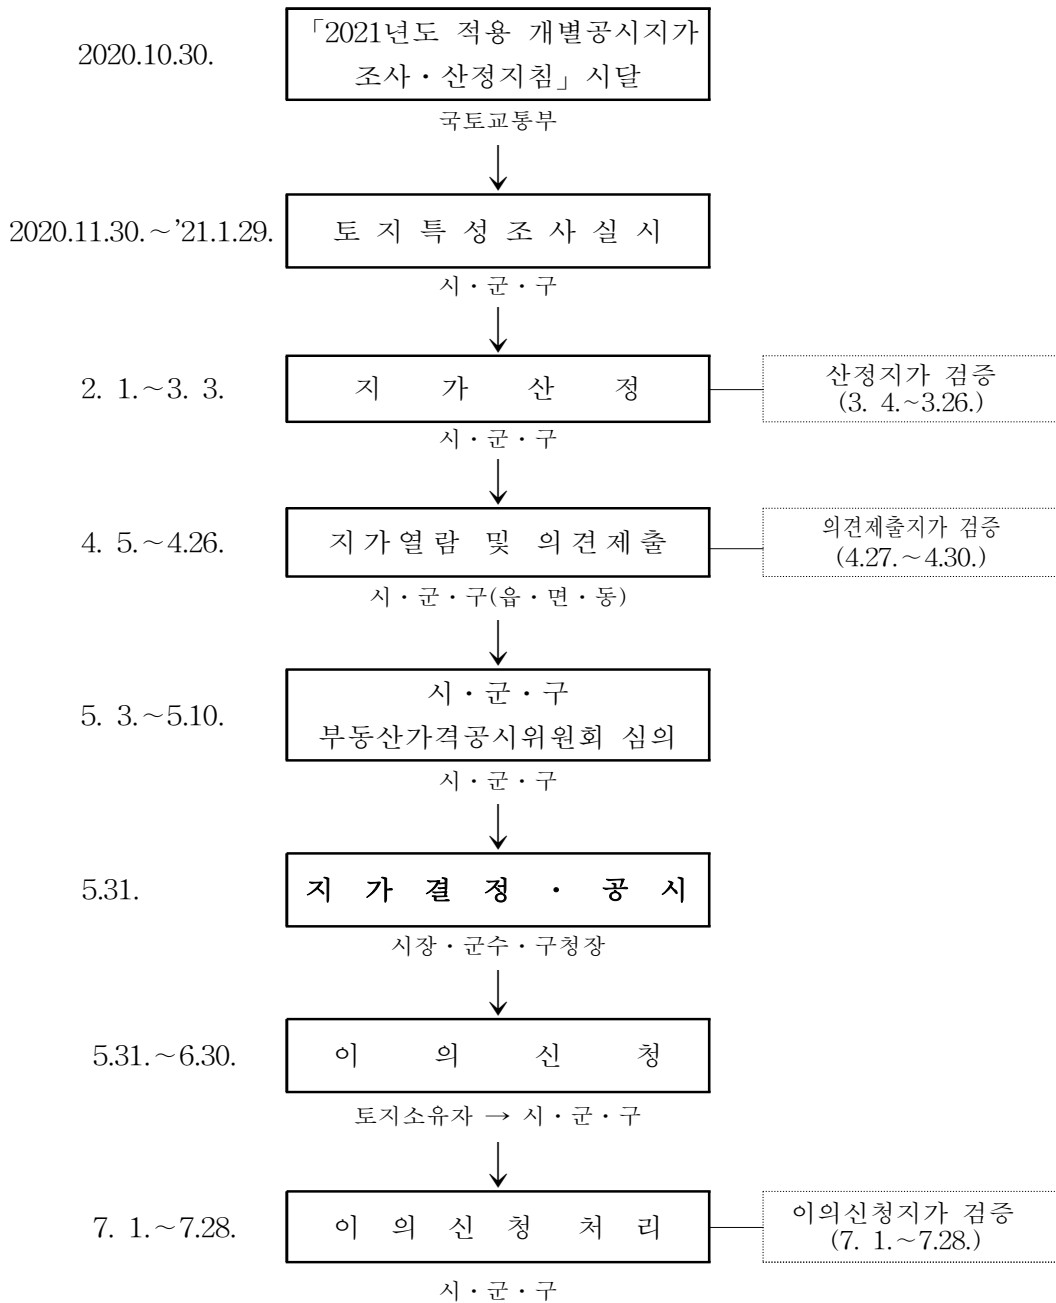 2020.10.30.
「2021년도 적용 개별공시지가
조사・산정지침」시달
국토교통부
2020.11.30.~'21.1.29.
토 지 특 성 조 사 실 시
시・군・구
2. 1.~3. 3.
지 가 산 정
산정지가 검증
(3. 4.~3.26.)
시・군・구
4. 5.~4.26.
지 가 열 람 및 의 견 제 출
의견제출지가 검증
(4.27.~4.30.)
시・군・구(읍・면・동)
5. 3.~5.10.
시・군・구
부동산가격공시위원회 심의
시・군・구
5.31.
지 가 결 정 ・ 공 시
시장・군수・구청장
5.31.~6.30.
이 의 신 청
토지소유자 → 시・군・구
7. 1.~7.28.
이 의 신 청 처 리
이의신청지가 검증
(7. 1.~7.28.)
시・군・구